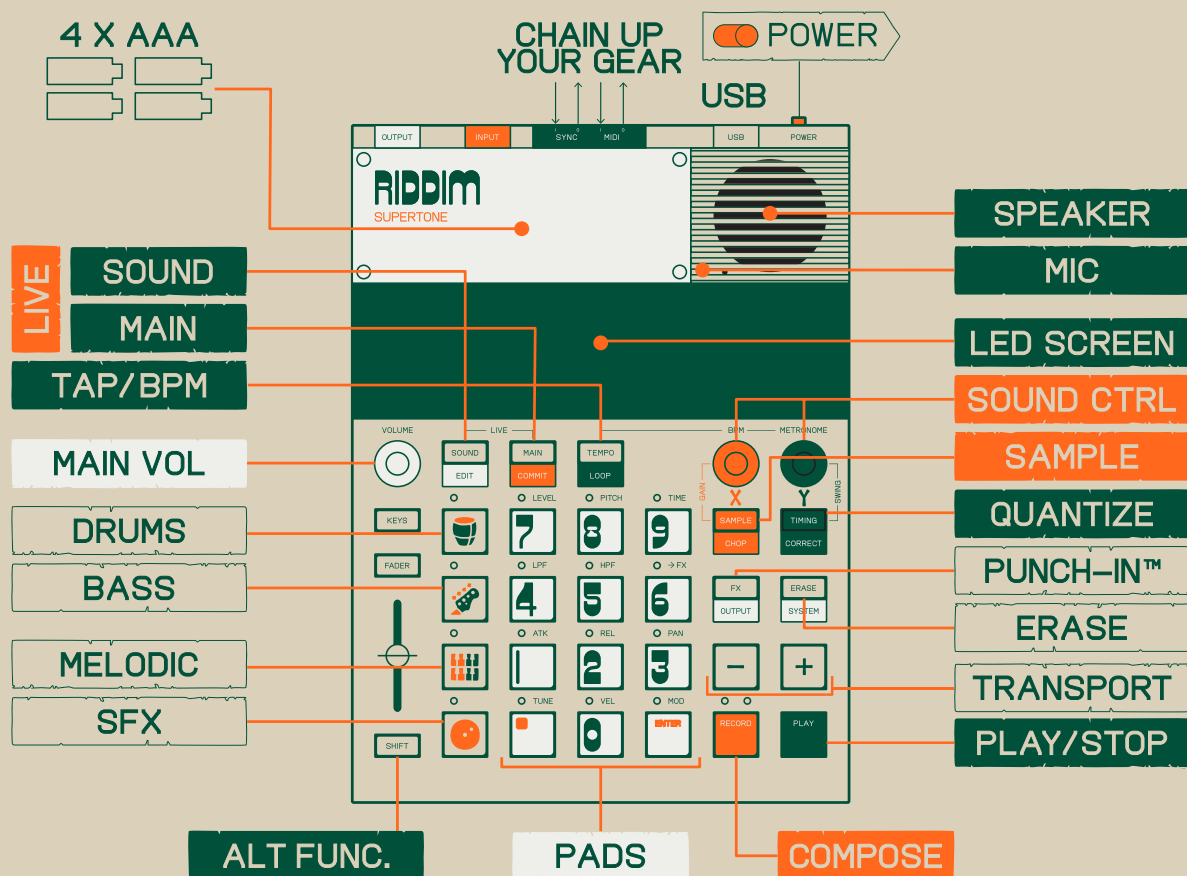 4 X AAA
CHAIN UP
YOUR GEAR
POWER
USB
OUTPUT
INPUT
I O I O
SYNC MIDI
USB
POWER
RIDDIM
SUPERTONE
SPEAKER
MIC
LED SCREEN
SOUND CTRL
SAMPLE
QUANTIZE
PUNCH-IN™
ERASE
TRANSPORT
PLAY/STOP
LIVE
SOUND
MAIN
TAP/BPM
MAIN VOL
DRUMS
BASS
MELODIC
SFX
VOLUME
LIVE
BPM
METRONOME
SOUND
EDIT
MAIN
COMMIT
TEMPO
LOOP
GAIN
X
Y
SWING
LEVEL PITCH TIME
KEYS
7 8 9
SAMPLE
CHOP
TIMING
CORRECT
FADER
LPF HPF → FX
4 5 6
FX
OUTPUT
ERASE
SYSTEM
ATK REL PAN
1 2 3
− +
TUNE VEL MOD
SHIFT
0
ENTER
RECORD
PLAY
ALT FUNC.
PADS
COMPOSE